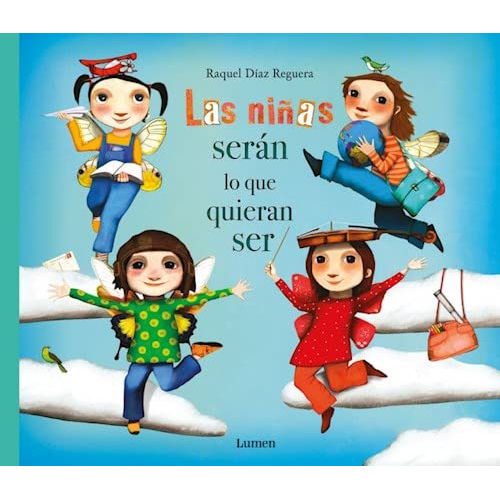 Raquel Díaz Reguera
Las niñas
serán
lo que
quieran
ser
Lumen